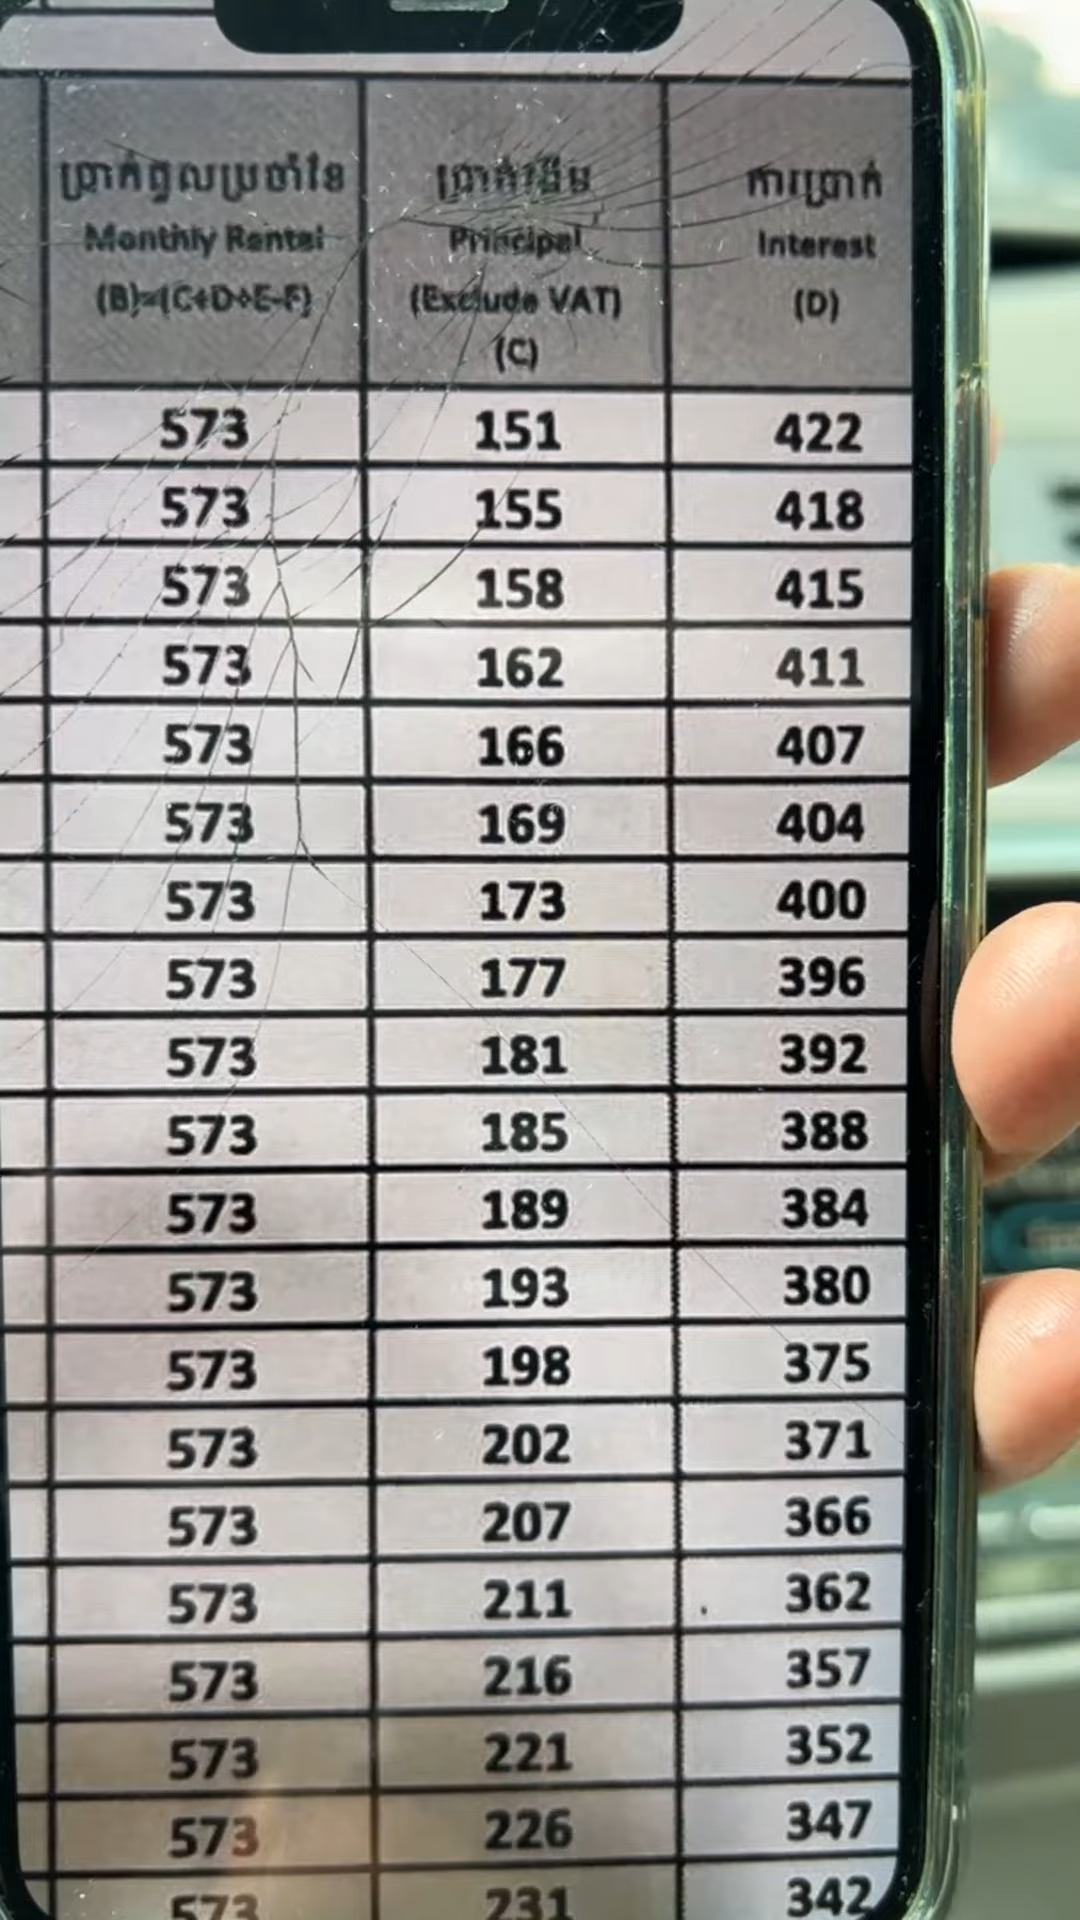 ប្រាក់ជួលប្រចាំខែ
Monthly Rental
(B)=(C+D+E-F)
ប្រាក់ដើម
Principal
(Exclude VAT)
(C)
ការប្រាក់
Interest
(D)
573 151 422
573 155 418
573 158 415
573 162 411
573 166 407
573 169 404
573 173 400
573 177 396
573 181 392
573 185 388
573 189 384
573 193 380
573 198 375
573 202 371
573 207 366
573 211 362
573 216 357
573 221 352
573 226 347
573 231 342